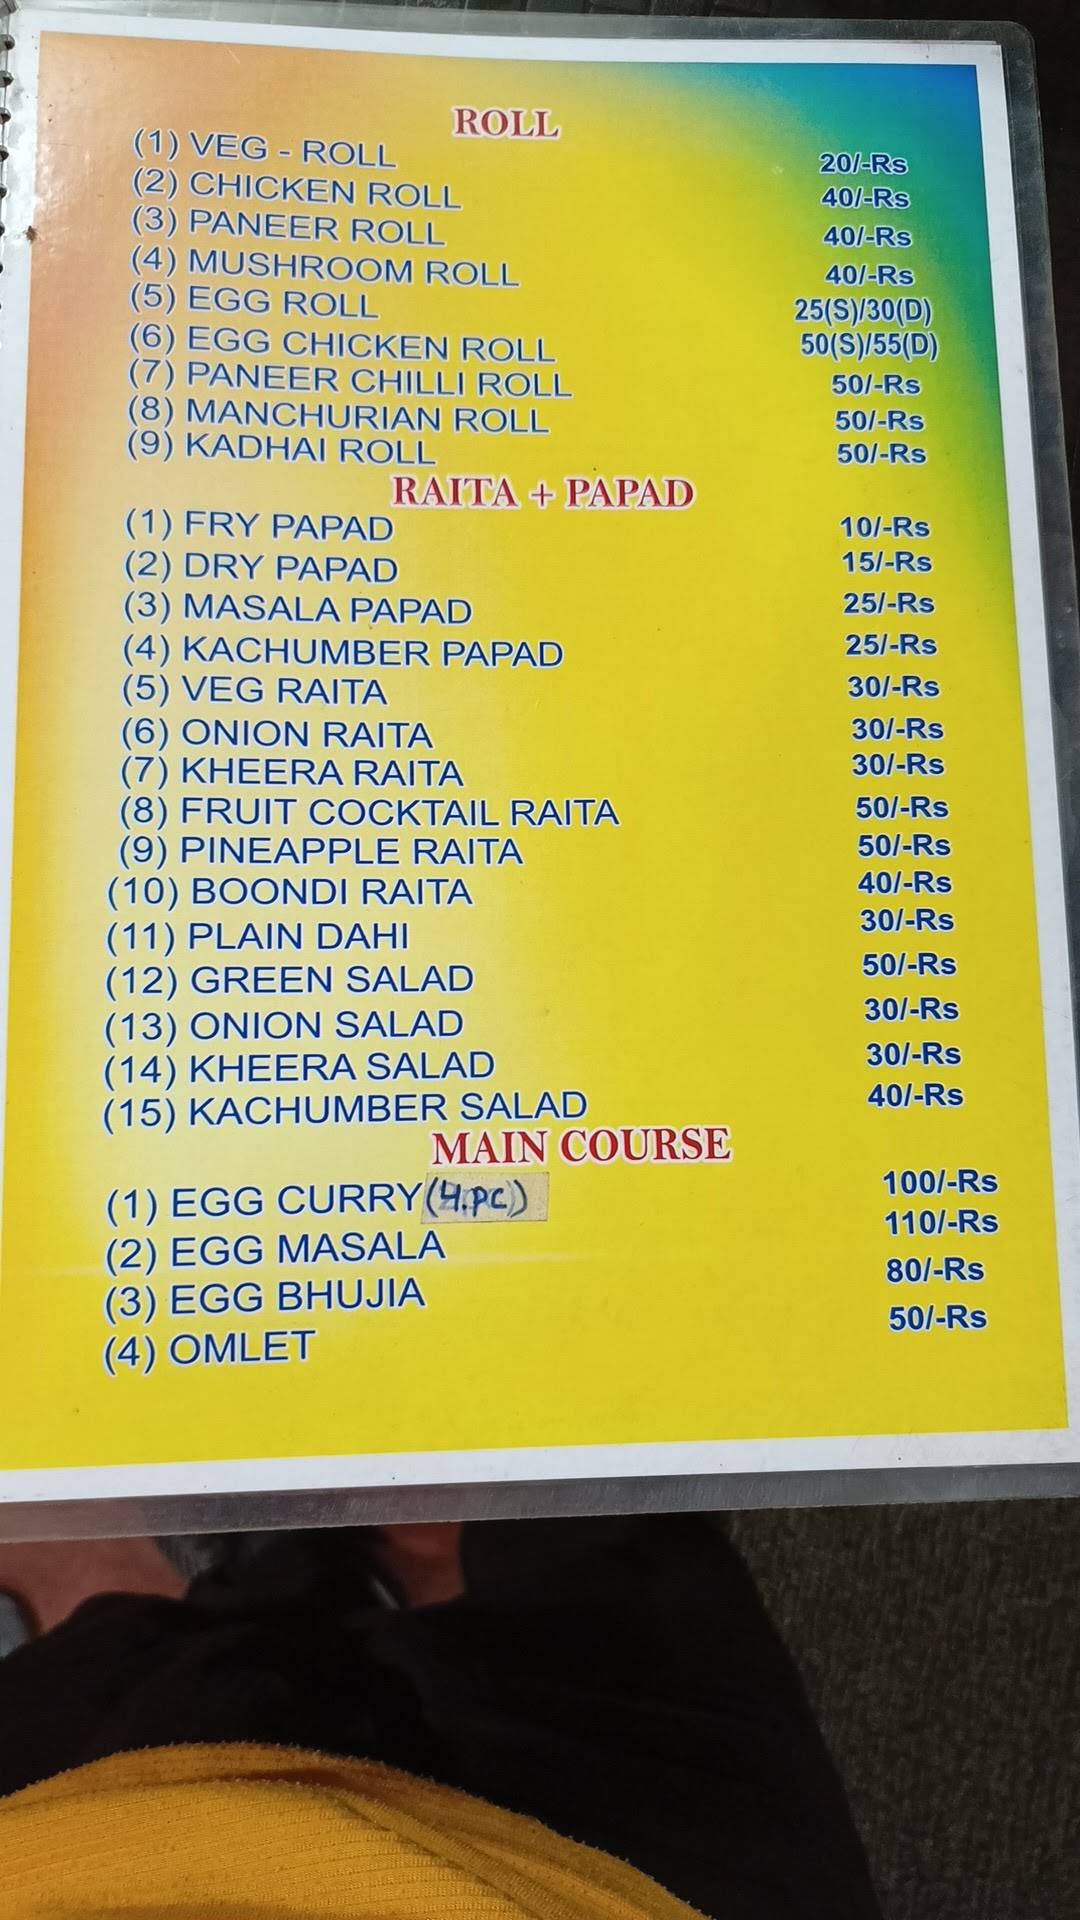 ROLL
(1) VEG - ROLL 20/-Rs
(2) CHICKEN ROLL 40/-Rs
(3) PANEER ROLL 40/-Rs
(4) MUSHROOM ROLL 40/-Rs
(5) EGG ROLL 25(S)/30(D)
(6) EGG CHICKEN ROLL 50(S)/55(D)
(7) PANEER CHILLI ROLL 50/-Rs
(8) MANCHURIAN ROLL 50/-Rs
(9) KADHAI ROLL 50/-Rs
RAITA + PAPAD
(1) FRY PAPAD 10/-Rs
(2) DRY PAPAD 15/-Rs
(3) MASALA PAPAD 25/-Rs
(4) KACHUMBER PAPAD 25/-Rs
(5) VEG RAITA 30/-Rs
(6) ONION RAITA 30/-Rs
(7) KHEERA RAITA 30/-Rs
(8) FRUIT COCKTAIL RAITA 50/-Rs
(9) PINEAPPLE RAITA 50/-Rs
(10) BOONDI RAITA 40/-Rs
(11) PLAIN DAHI 30/-Rs
(12) GREEN SALAD 50/-Rs
(13) ONION SALAD 30/-Rs
(14) KHEERA SALAD 30/-Rs
(15) KACHUMBER SALAD 40/-Rs
MAIN COURSE
(1) EGG CURRY (4.PC) 100/-Rs
(2) EGG MASALA 110/-Rs
(3) EGG BHUJIA 80/-Rs
(4) OMLET 50/-Rs